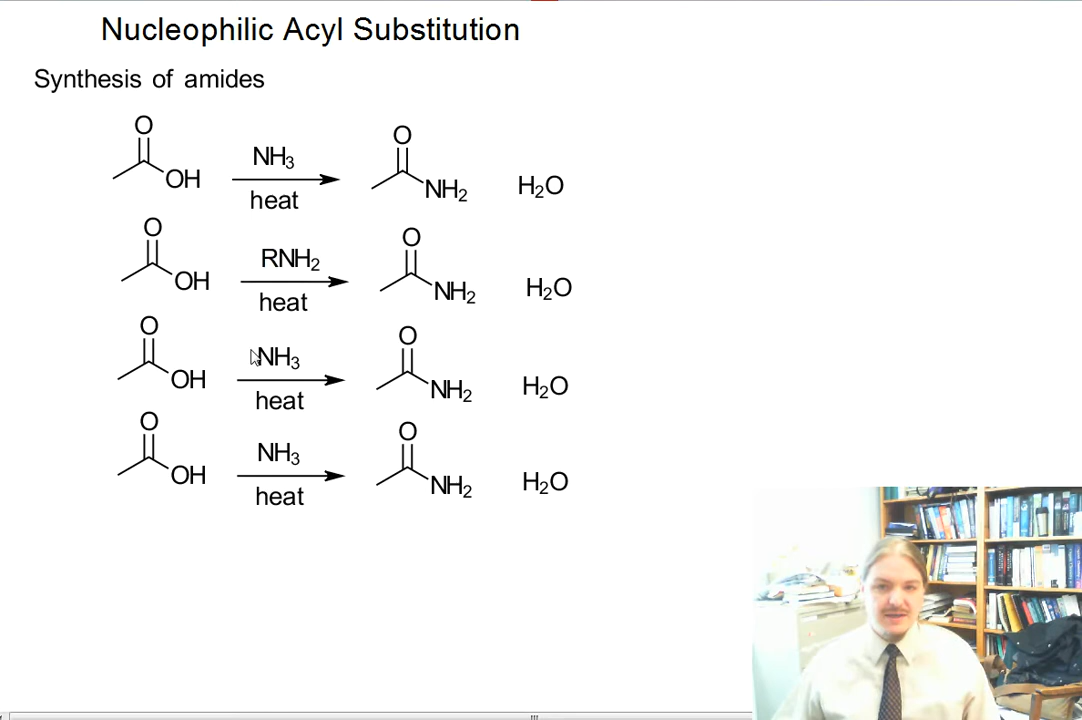 Nucleophilic Acyl Substitution
Synthesis of amides
O
OH
NH₃
heat
O
NH₂
H₂O
O
OH
RNH₂
heat
O
NH₂
H₂O
O
OH
NH₃
heat
O
NH₂
H₂O
O
OH
NH₃
heat
O
NH₂
H₂O